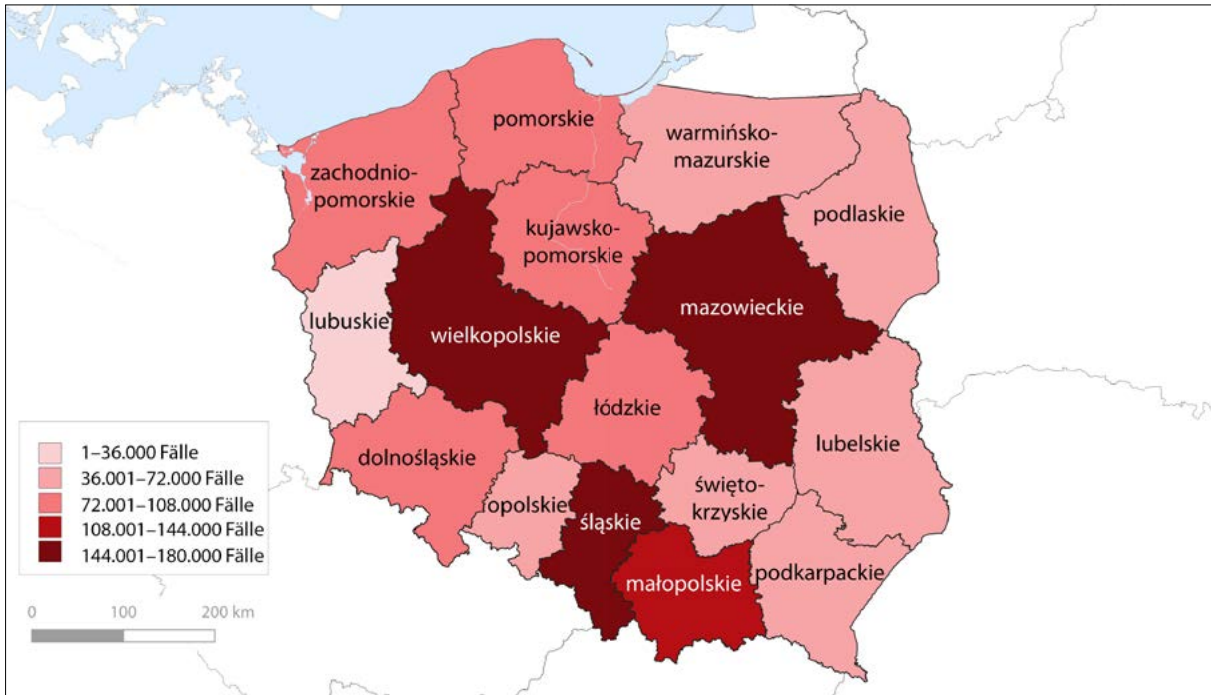 pomorskie
warmińsko-
mazurskie
zachodnio-
pomorskie
podlaskie
kujawsko-
pomorskie
mazowieckie
lubuskie
wielkopolskie
łódzkie
lubelskie
dolnośląskie
opolskie
święto-
krzyskie
śląskie
małopolskie
podkarpackie
1–36.000 Fälle
36.001–72.000 Fälle
72.001–108.000 Fälle
108.001–144.000 Fälle
144.001–180.000 Fälle
0 100 200 km